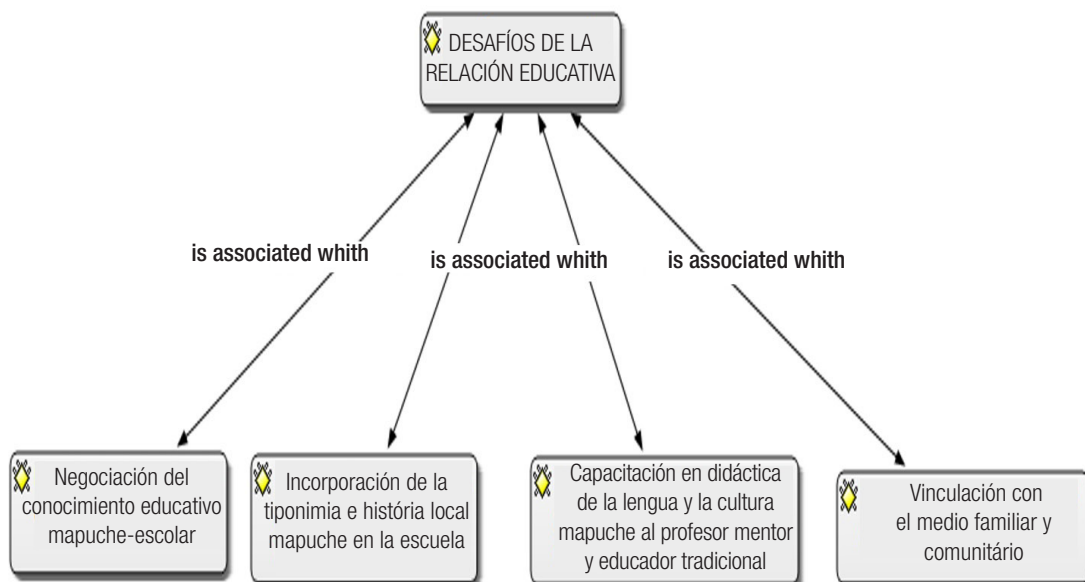 DESAFÍOS DE LA
RELACIÓN EDUCATIVA
is associated whith
is associated whith
is associated whith
Negociación del
conocimiento educativo
mapuche-escolar
Incorporación de la
tiponimia e história local
mapuche en la escuela
Capacitación en didáctica
de la lengua y la cultura
mapuche al profesor mentor
y educador tradicional
Vinculación con
el medio familiar y
comunitário